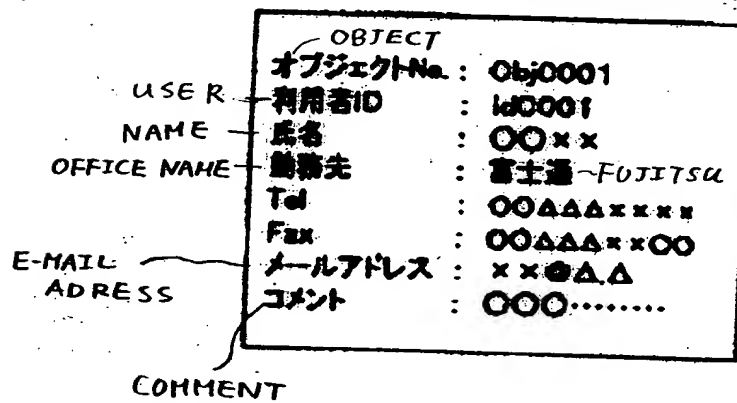 OBJECT
オブジェクトNo. : Obj0001
USER 利用者ID : id0001
NAME 氏名 : ○○××
OFFICE NAME 勤務先 : 富士通 ~FUJITSU
Tel : ○○△△△××××
Fax : ○○△△△××○○
E-MAIL ADRESS メールアドレス : ××@△.△
コメント : ○○○………
COMMENT